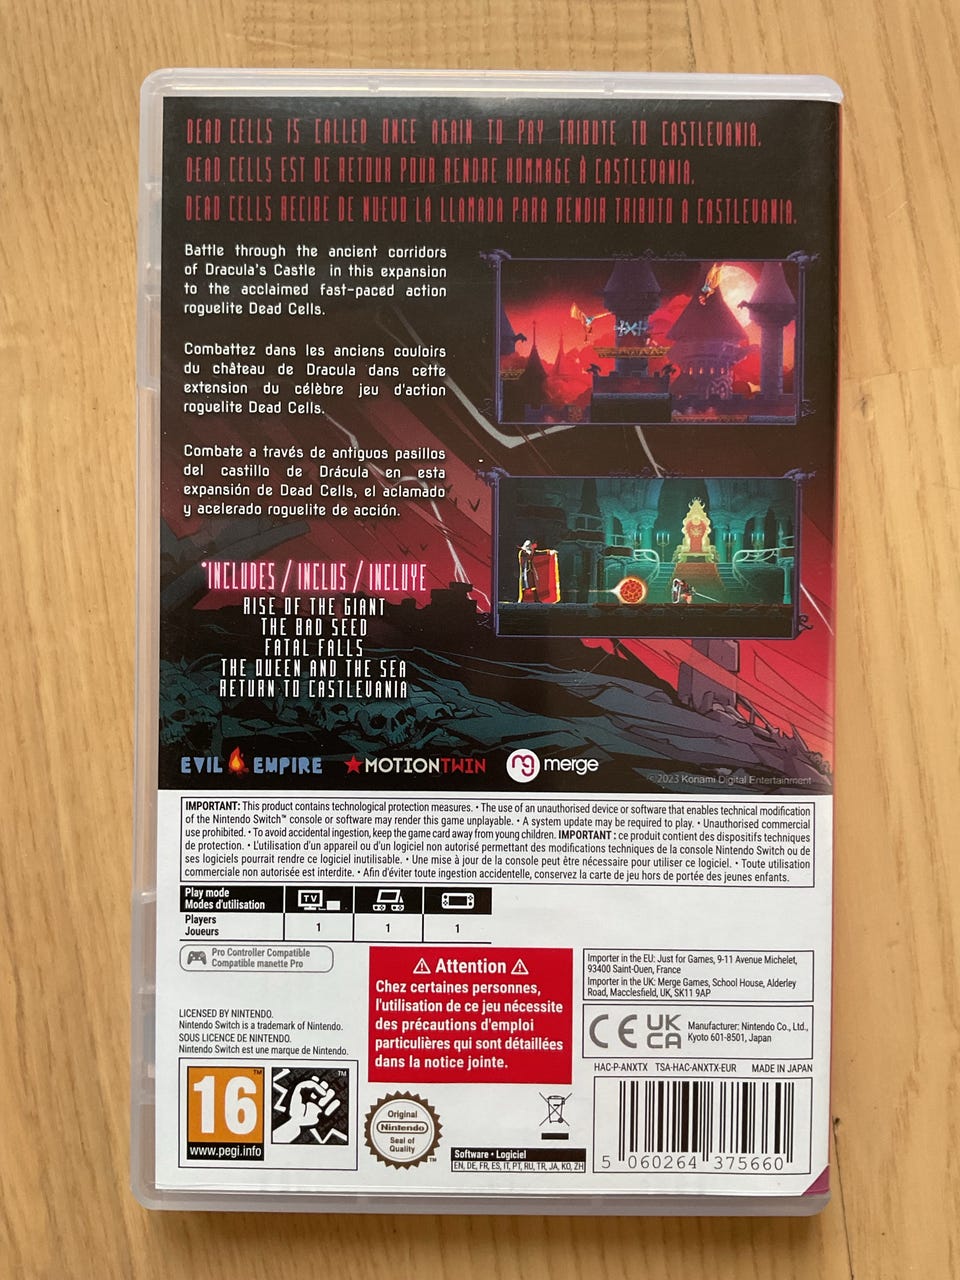 DEAD CELLS IS CALLED ONCE AGAIN TO PAY TRIBUTE TO CASTLEVANIA.
DEAD CELLS EST DE RETOUR POUR RENDRE HOMMAGE À CASTLEVANIA.
DEAD CELLS RECIBE DE NUEVO LA LLAMADA PARA RENDIR TRIBUTO A CASTLEVANIA.
Battle through the ancient corridors
of Dracula's Castle in this expansion
to the acclaimed fast-paced action
roguelite Dead Cells.
Combattez dans les anciens couloirs
du château de Dracula dans cette
extension du célèbre jeu d'action
roguelite Dead Cells.
Combate a través de antiguos pasillos
del castillo de Drácula en esta
expansión de Dead Cells, el aclamado
y acelerado roguelite de acción.
*INCLUDES / INCLUS / INCLUYE
RISE OF THE GIANT
THE BAD SEED
FATAL FALLS
THE QUEEN AND THE SEA
RETURN TO CASTLEVANIA
EVIL EMPIRE MOTIONTWIN merge
©2023 Konami Digital Entertainment
IMPORTANT: This product contains technological protection measures. • The use of an unauthorised device or software that enables technical modification
of the Nintendo Switch™ console or software may render this game unplayable. • A system update may be required to play. • Unauthorised commercial
use prohibited. • To avoid accidental ingestion, keep the game card away from young children. IMPORTANT : ce produit contient des dispositifs techniques
de protection. • L'utilisation d'un appareil ou d'un logiciel non autorisé permettant des modifications techniques de la console Nintendo Switch ou de
ses logiciels pourrait rendre ce logiciel inutilisable. • Une mise à jour de la console peut être nécessaire pour utiliser ce logiciel. • Toute utilisation
commerciale non autorisée est interdite. • Afin d'éviter toute ingestion accidentelle, conservez la carte de jeu hors de portée des jeunes enfants.
Play mode
Modes d'utilisation
TV
Players
Joueurs
1 1 1
Pro Controller Compatible
Compatible manette Pro
LICENSED BY NINTENDO.
Nintendo Switch is a trademark of Nintendo.
SOUS LICENCE DE NINTENDO.
Nintendo Switch est une marque de Nintendo.
Attention
Chez certaines personnes,
l'utilisation de ce jeu nécessite
des précautions d'emploi
particulières qui sont détaillées
dans la notice jointe.
Importer in the EU: Just for Games, 9-11 Avenue Michelet,
93400 Saint-Ouen, France
Importer in the UK: Merge Games, School House, Alderley
Road, Macclesfield, UK, SK11 9AP
CE UK
CA
Manufacturer: Nintendo Co., Ltd.,
Kyoto 601-8501, Japan
HAC-P-ANXTX TSA-HAC-ANXTX-EUR MADE IN JAPAN
16 ™
www.pegi.info
™
Original
Nintendo
Seal of
Quality
™
Software • Logiciel
EN, DE, FR, ES, IT, PT, RU, TR, JA, KO, ZH
5 060264 375660